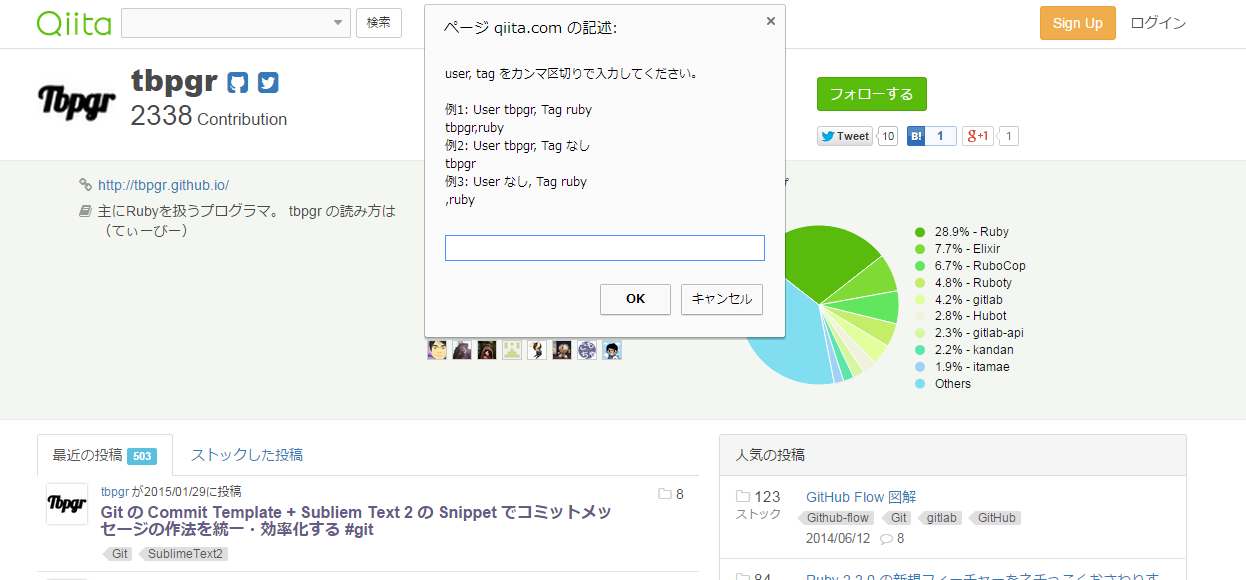 Qiita
検索
Sign Up
ログイン
Tbpgr
tbpgr
2338 Contribution
フォローする
Tweet 10
B! 1
g+1 1
ページ qiita.com の記述:
×
user, tag をカンマ区切りで入力してください。
例1: User tbpgr, Tag ruby
tbpgr,ruby
例2: User tbpgr, Tag なし
tbpgr
例3: User なし, Tag ruby
,ruby
OK
キャンセル
http://tbpgr.github.io/
主にRubyを扱うプログラマ。 tbpgr の読み方は
（てぃーびー）
28.9% - Ruby
7.7% - Elixir
6.7% - RuboCop
4.8% - Ruboty
4.2% - gitlab
2.8% - Hubot
2.3% - gitlab-api
2.2% - kandan
1.9% - itamae
Others
最近の投稿 503
ストックした投稿
Tbpgr
tbpgr が2015/01/29に投稿
8
Git の Commit Template + Subliem Text 2 の Snippet でコミットメッ
セージの作法を統一・効率化する #git
Git
SublimeText2
人気の投稿
123
ストック
GitHub Flow 図解
Github-flow
Git
gitlab
GitHub
2014/06/12
8
84
Ruby 2.2.0 の新規フィーチャーをネチっこくおさわりす